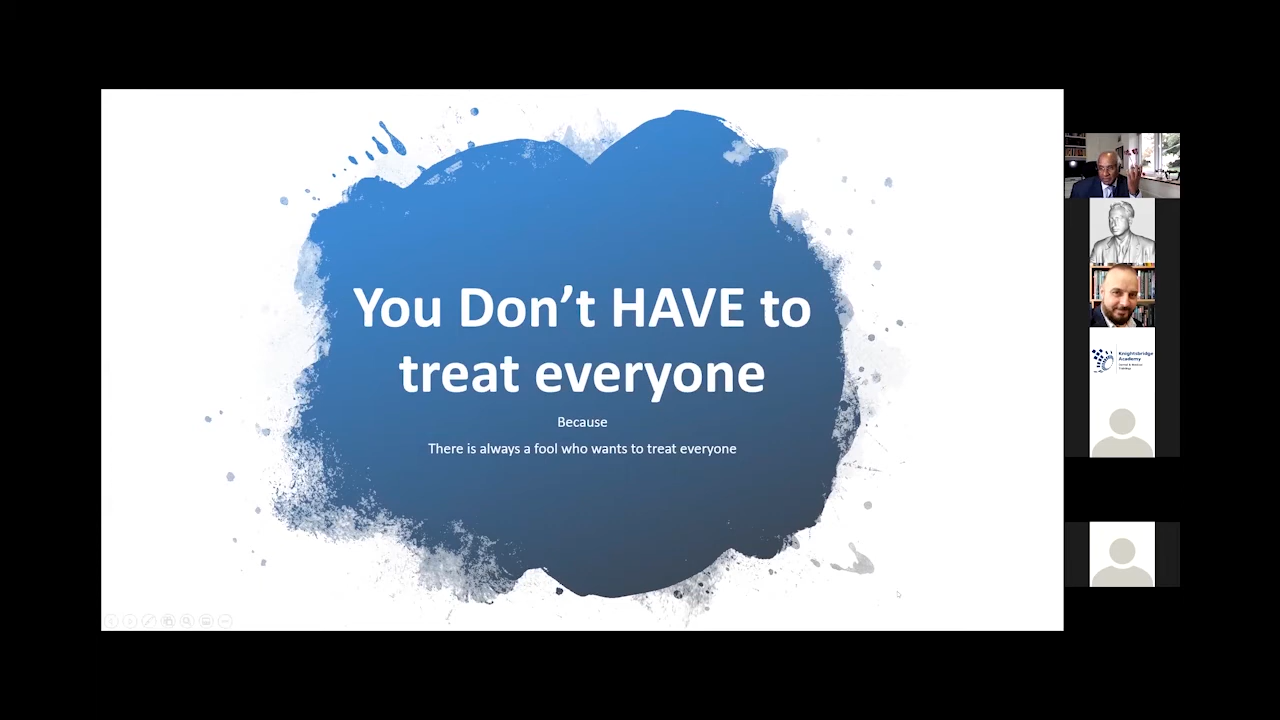 You Don’t HAVE to
treat everyone
Because
There is always a fool who wants to treat everyone
Knightsbridge
Academy